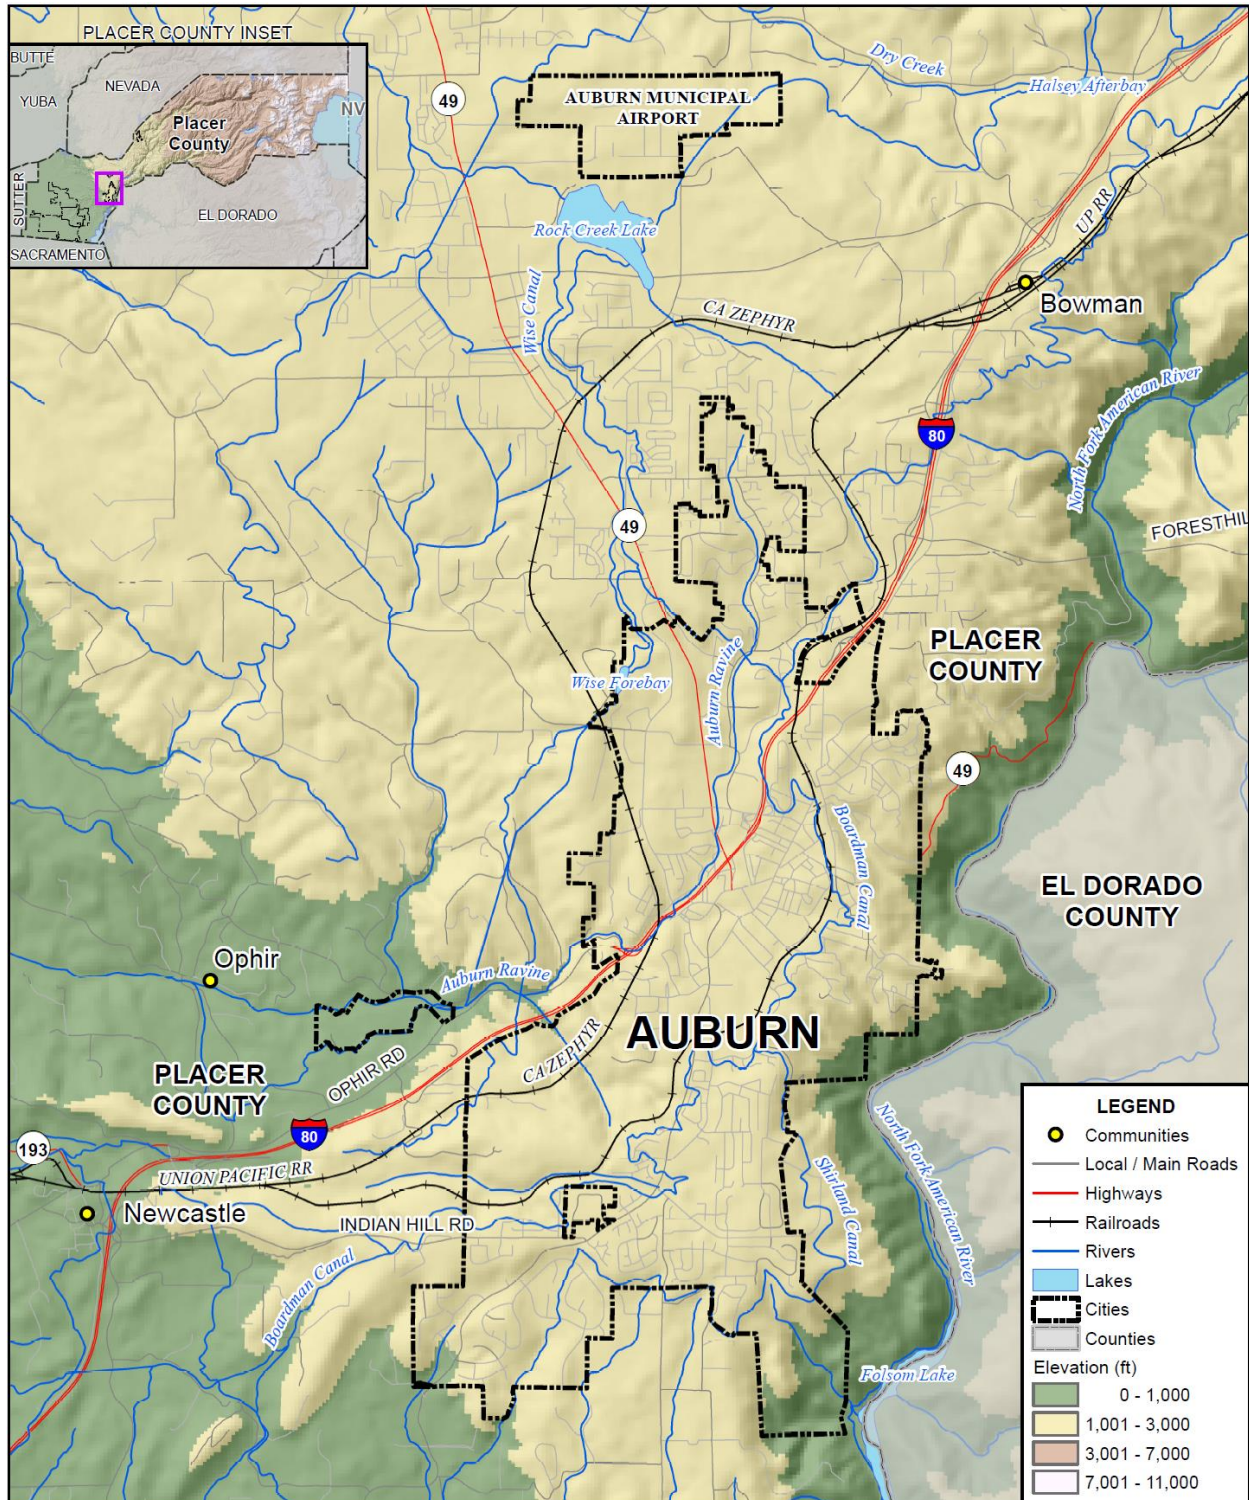 PLACER COUNTY INSET
BUTTE
NEVADA
YUBA
NV
Placer
County
SUTTER
EL DORADO
SACRAMENTO
49
AUBURN MUNICIPAL
AIRPORT
Dry Creek
Halsey Afterbay
Rock Creek Lake
UP RR
Wise Canal
CA ZEPHYR
Bowman
North Fork American River
80
49
FORESTHIL
PLACER
COUNTY
Auburn Ravine
Wise Forebay
49
Boardman Canal
EL DORADO
COUNTY
Ophir
Auburn Ravine
AUBURN
CA ZEPHYR
OPHIR RD
PLACER
COUNTY
80
193
UNION PACIFIC RR
Newcastle
INDIAN HILL RD
Boardman Canal
Shirland Canal
North Fork American River
Folsom Lake
LEGEND
Communities
Local / Main Roads
Highways
Railroads
Rivers
Lakes
Cities
Counties
Elevation (ft)
0 - 1,000
1,001 - 3,000
3,001 - 7,000
7,001 - 11,000